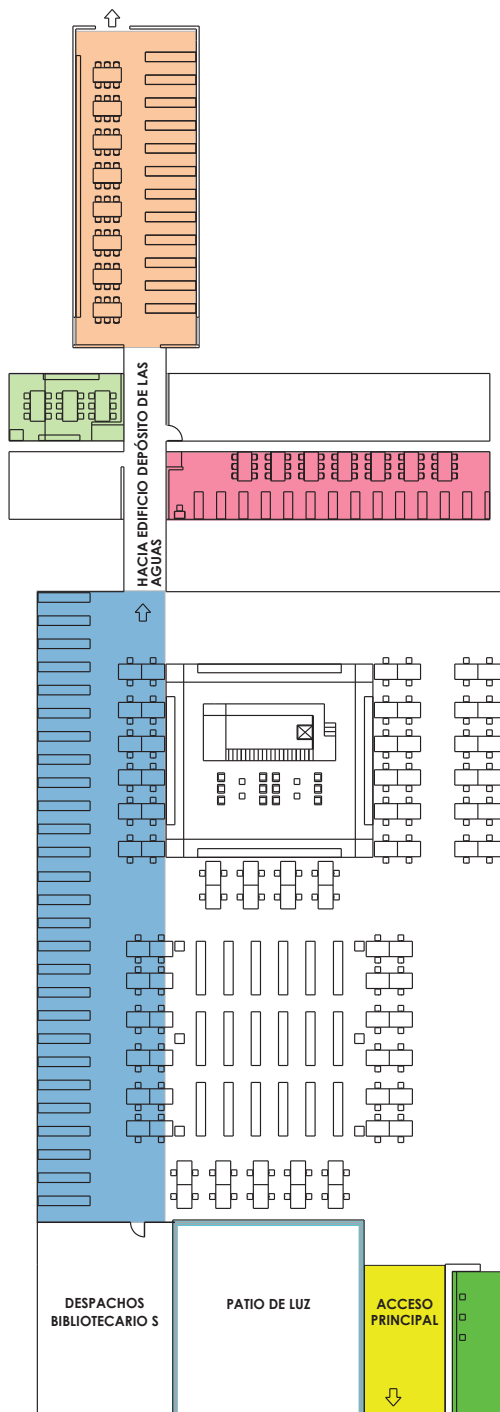 HACIA EDIFICIO DEPÓSITO DE LAS
AGUAS
DESPACHOS
BIBLIOTECARIO S
PATIO DE LUZ
ACCESO
PRINCIPAL